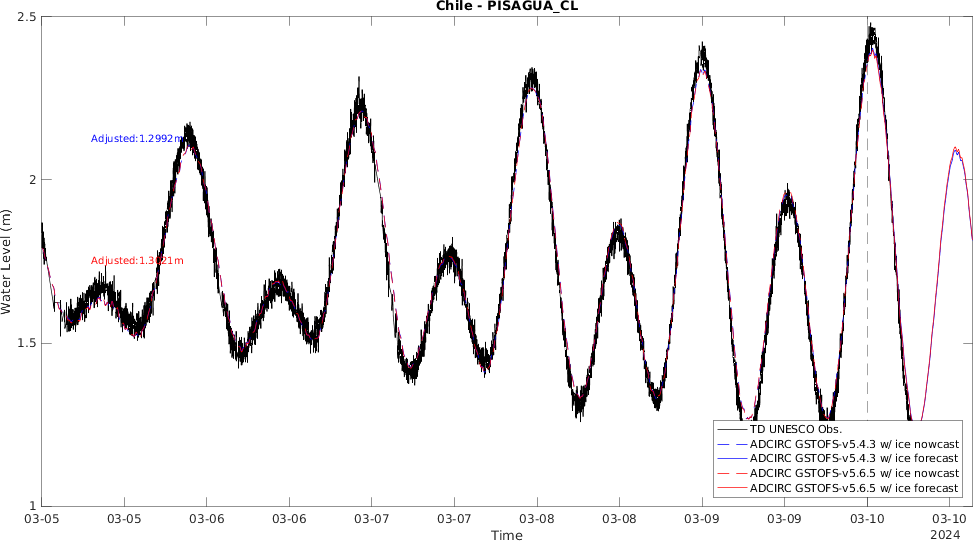 Chile - PISAGUA_CL
2.5
2
1.5
1
Water Level (m)
Adjusted:1.2992m
Adjusted:1.3021m
TD UNESCO Obs.
ADCIRC GSTOFS-v5.4.3 w/ ice nowcast
ADCIRC GSTOFS-v5.4.3 w/ ice forecast
ADCIRC GSTOFS-v5.6.5 w/ ice nowcast
ADCIRC GSTOFS-v5.6.5 w/ ice forecast
03-05 03-05 03-06 03-06 03-07 03-07 03-08 03-08 03-09 03-09 03-10 03-10
Time
2024